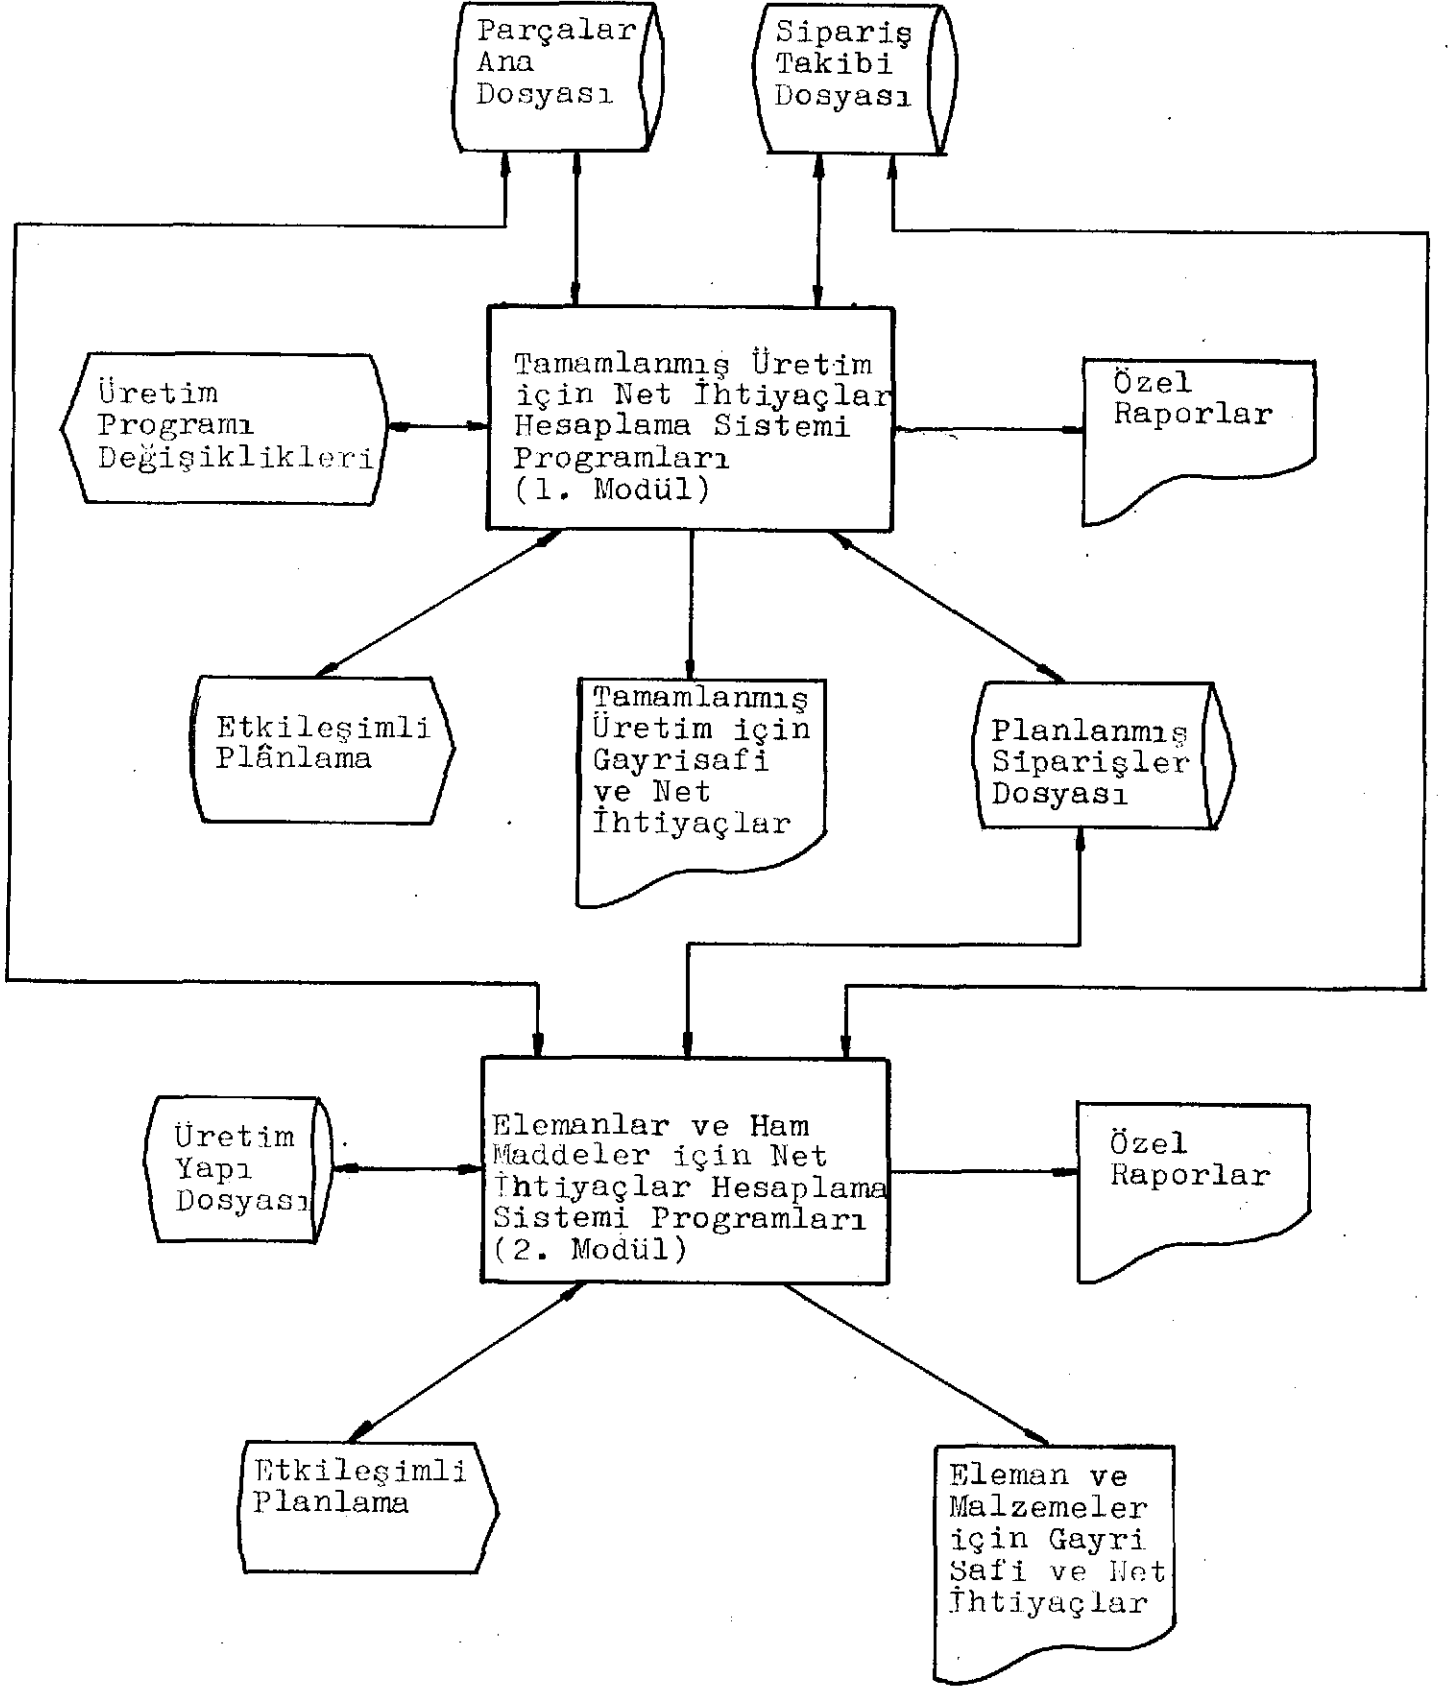 Parçalar
Ana
Dosyası
Sipariş
Takibi
Dosyası
Üretim
Programı
Değişiklikleri
Tamamlanmış Üretim
için Net İhtiyaçlar
Hesaplama Sistemi
Programları
(1. Modül)
Özel
Raporlar
Etkileşimli
Plânlama
Tamamlanmış
Üretim için
Gayrisafi
ve Net
İhtiyaçlar
Planlanmış
Siparişler
Dosyası
Üretim
Yapı
Dosyası
Elemanlar ve Ham
Maddeler için Net
İhtiyaçlar Hesaplama
Sistemi Programları
(2. Modül)
Özel
Raporlar
Etkileşimli
Planlama
Eleman ve
Malzemeler
için Gayri
Safi ve Net
İhtiyaçlar